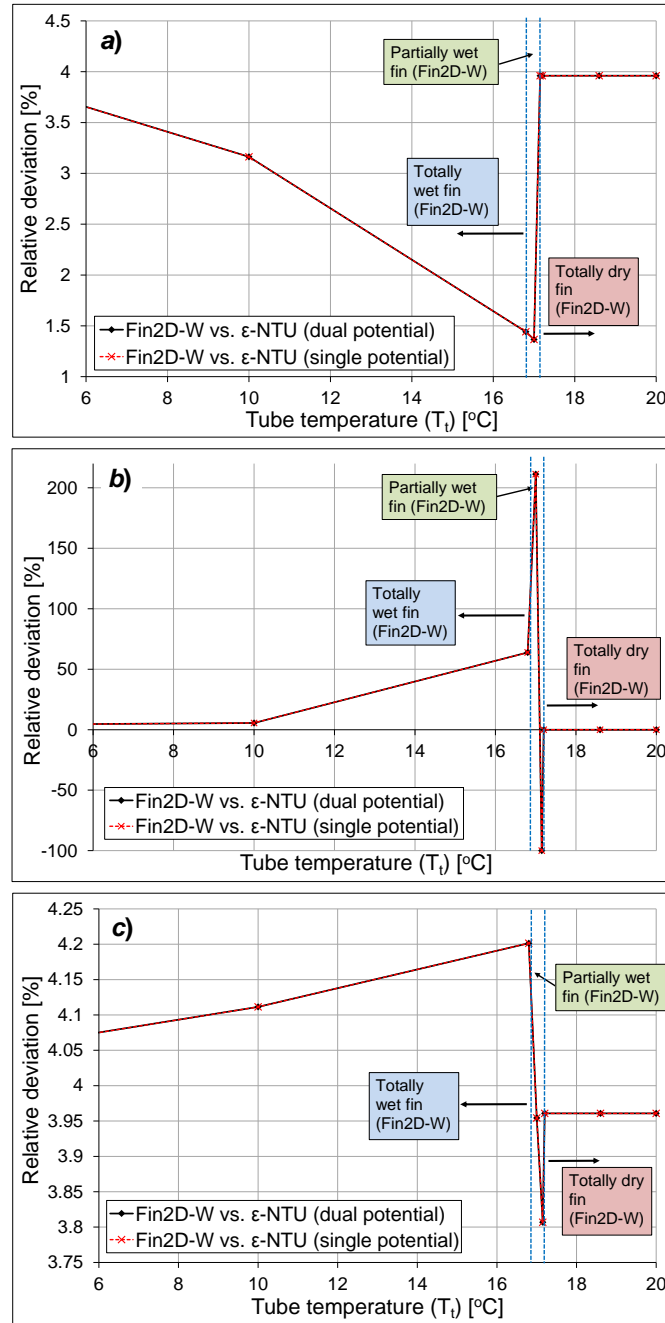 a)
Relative deviation [%]
4.5
4
3.5
3
2.5
2
1.5
1
Partially wet
fin (Fin2D-W)
Totally
wet fin
(Fin2D-W)
Totally dry
fin
(Fin2D-W)
Fin2D-W vs. ε-NTU (dual potential)
Fin2D-W vs. ε-NTU (single potential)
6 8 10 12 14 16 18 20
Tube temperature (Tt) [oC]
b)
Relative deviation [%]
200
150
100
50
0
-50
-100
Partially wet
fin (Fin2D-W)
Totally
wet fin
(Fin2D-W)
Totally dry
fin
(Fin2D-W)
6 8 10 12 14 16 18 20
Fin2D-W vs. ε-NTU (dual potential)
Fin2D-W vs. ε-NTU (single potential)
Tube temperature (Tt) [oC]
c)
Relative deviation [%]
4.25
4.2
4.15
4.1
4.05
4
3.95
3.9
3.85
3.8
3.75
Partially wet
fin (Fin2D-W)
Totally
wet fin
(Fin2D-W)
Totally dry
fin
(Fin2D-W)
Fin2D-W vs. ε-NTU (dual potential)
Fin2D-W vs. ε-NTU (single potential)
6 8 10 12 14 16 18 20
Tube temperature (Tt) [oC]